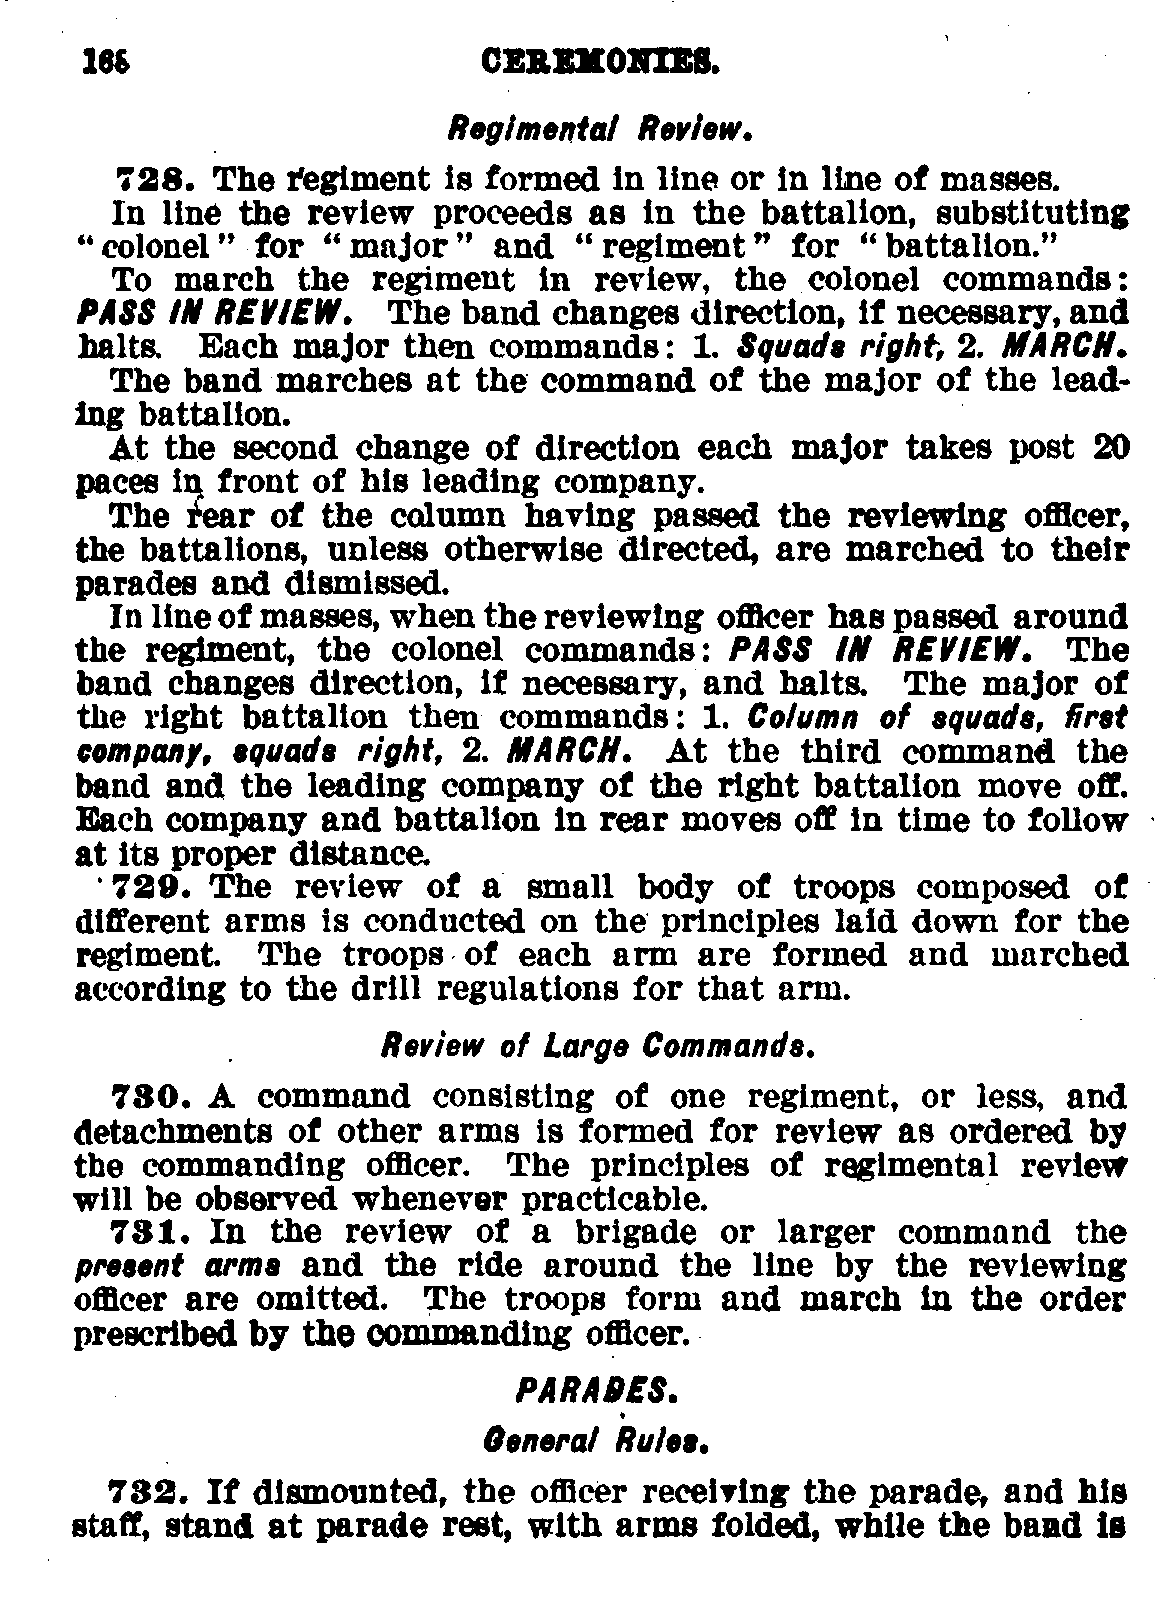 168 CEREMONIES.
Regimental Review.
728. The regiment is formed in line or in line of masses.
In line the review proceeds as in the battalion, substituting
“colonel” for “major” and “regiment” for “battalion.”
To march the regiment in review, the colonel commands:
PASS IN REVIEW. The band changes direction, if necessary, and
halts. Each major then commands: 1. Squads right, 2. MARCH.
The band marches at the command of the major of the lead-
ing battalion.
At the second change of direction each major takes post 20
paces in front of his leading company.
The rear of the column having passed the reviewing officer,
the battalions, unless otherwise directed, are marched to their
parades and dismissed.
In line of masses, when the reviewing officer has passed around
the regiment, the colonel commands: PASS IN REVIEW. The
band changes direction, if necessary, and halts. The major of
the right battalion then commands: 1. Column of squads, first
company, squads right, 2. MARCH. At the third command the
band and the leading company of the right battalion move off.
Each company and battalion in rear moves off in time to follow
at its proper distance.
729. The review of a small body of troops composed of
different arms is conducted on the principles laid down for the
regiment. The troops of each arm are formed and marched
according to the drill regulations for that arm.
Review of Large Commands.
730. A command consisting of one regiment, or less, and
detachments of other arms is formed for review as ordered by
the commanding officer. The principles of regimental review
will be observed whenever practicable.
731. In the review of a brigade or larger command the
present arms and the ride around the line by the reviewing
officer are omitted. The troops form and march in the order
prescribed by the commanding officer.
PARADES.
General Rules.
732. If dismounted, the officer receiving the parade, and his
staff, stand at parade rest, with arms folded, while the band is